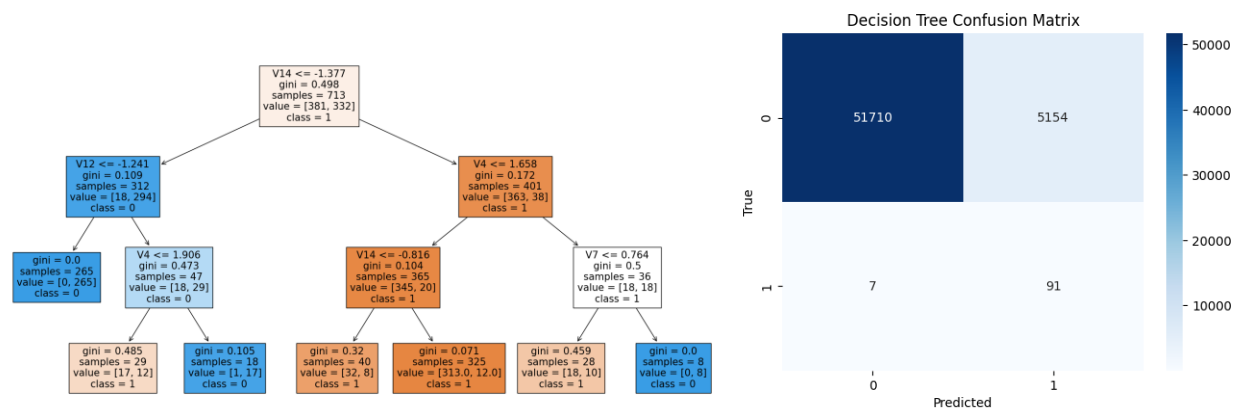 V14 <= -1.377
gini = 0.498
samples = 713
value = [381, 332]
class = 1
V12 <= -1.241
gini = 0.109
samples = 312
value = [18, 294]
class = 0
V4 <= 1.658
gini = 0.172
samples = 401
value = [363, 38]
class = 1
gini = 0.0
samples = 265
value = [0, 265]
class = 0
V4 <= 1.906
gini = 0.473
samples = 47
value = [18, 29]
class = 0
V14 <= -0.816
gini = 0.104
samples = 365
value = [345, 20]
class = 1
V7 <= 0.764
gini = 0.5
samples = 36
value = [18, 18]
class = 1
gini = 0.485
samples = 29
value = [17, 12]
class = 1
gini = 0.105
samples = 18
value = [1, 17]
class = 0
gini = 0.32
samples = 40
value = [32, 8]
class = 1
gini = 0.071
samples = 325
value = [313.0, 12.0]
class = 1
gini = 0.459
samples = 28
value = [18, 10]
class = 1
gini = 0.0
samples = 8
value = [0, 8]
class = 0
Decision Tree Confusion Matrix
True
0
1
51710
5154
7
91
0
1
Predicted
50000
40000
30000
20000
10000